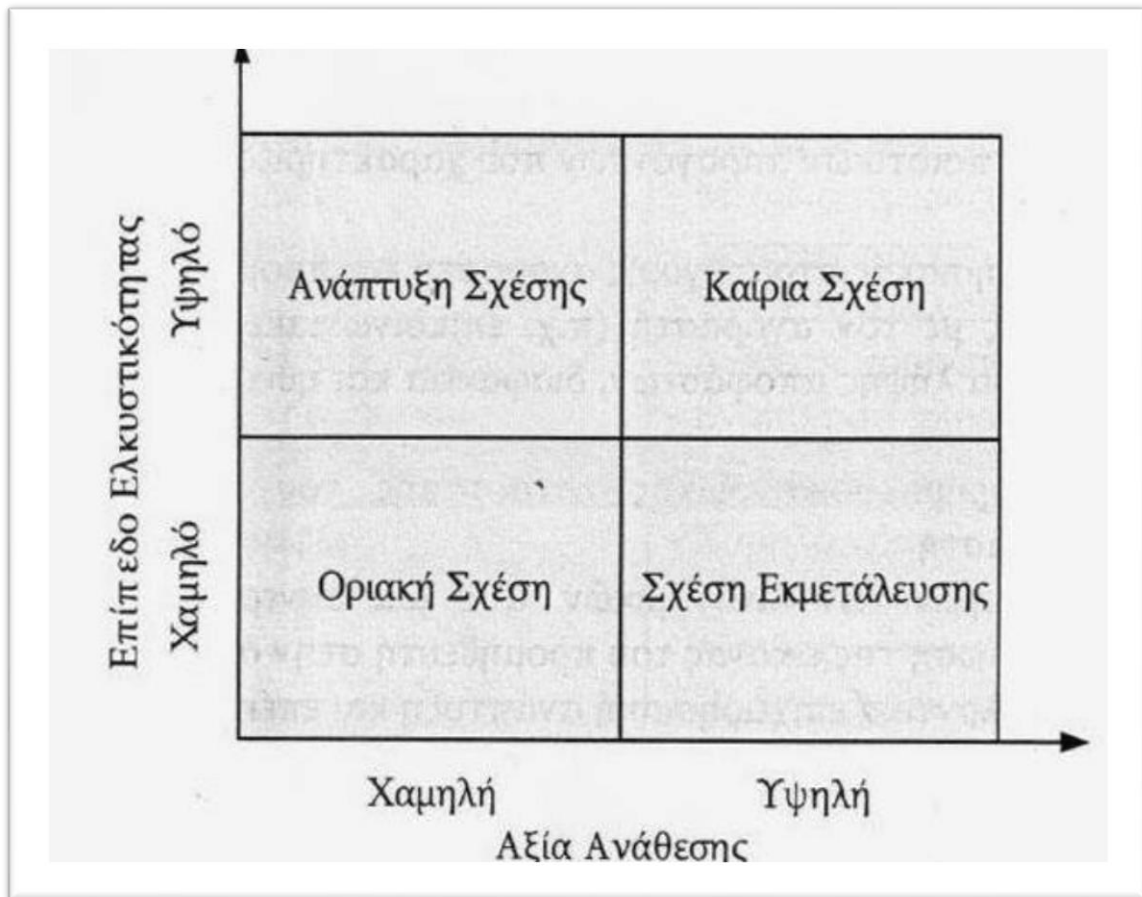 Επίπεδο Ελκυστικότητας
Υψηλό
Χαμηλό
Ανάπτυξη Σχέσης
Καίρια Σχέση
Οριακή Σχέση
Σχέση Εκμετάλευσης
Χαμηλή
Υψηλή
Αξία Ανάθεσης